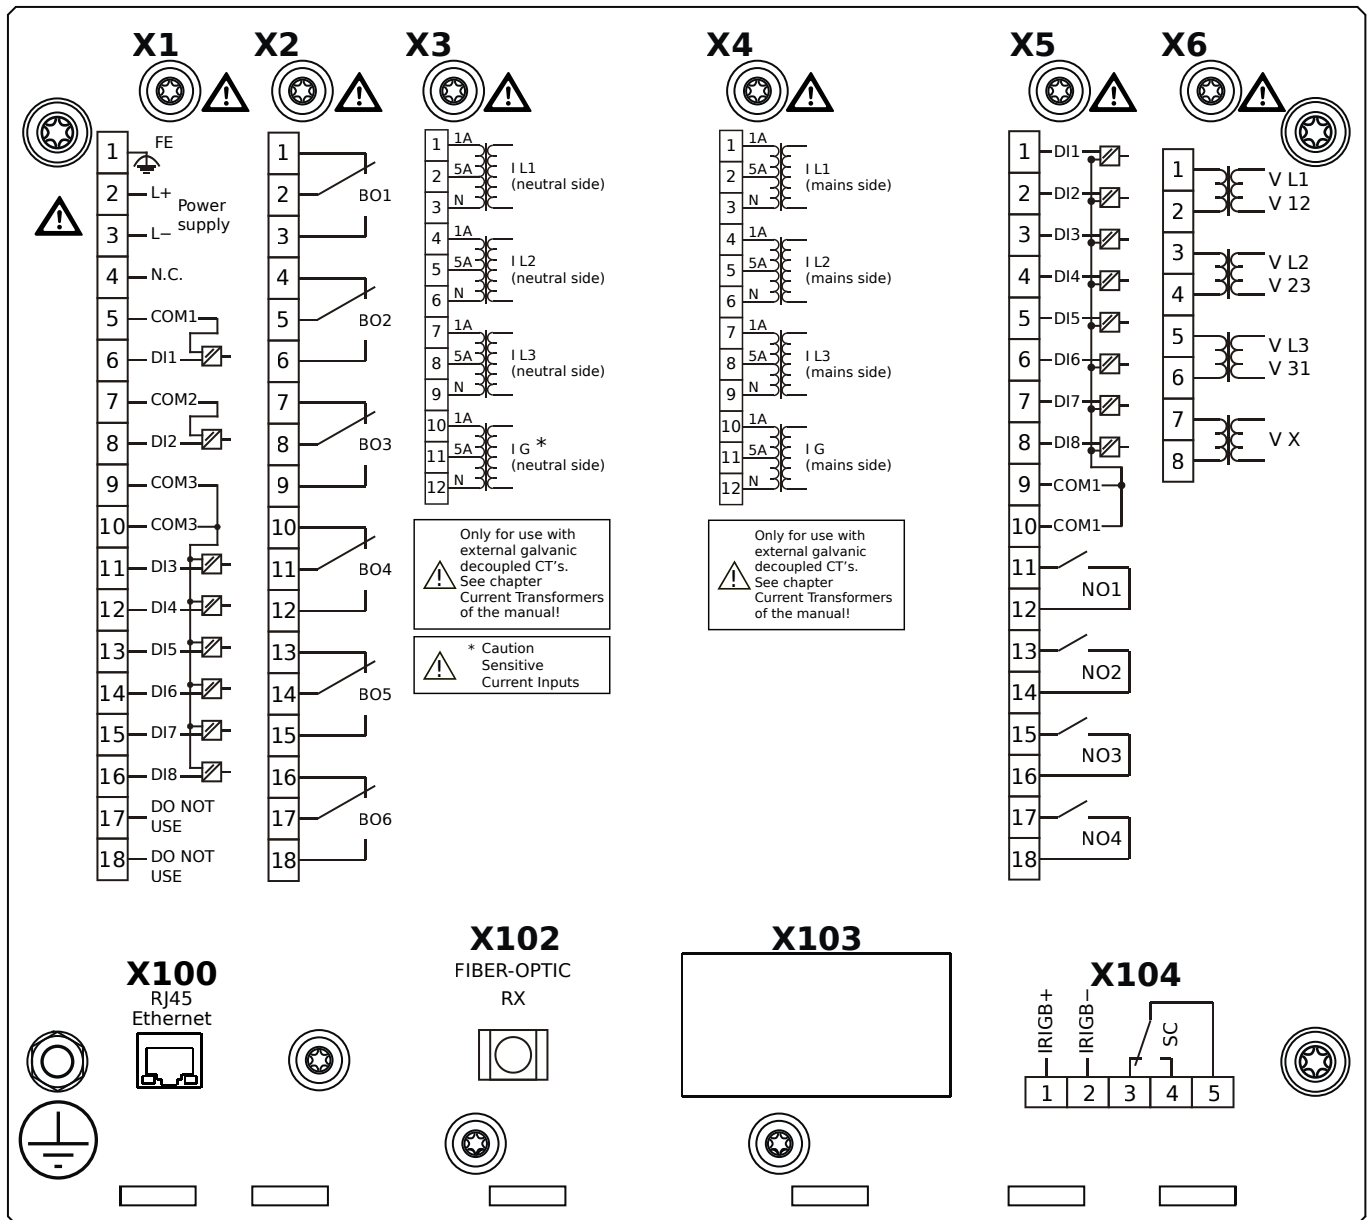 X1
1
FE
2
L+
Power
supply
3
L−
4
N.C.
5
COM1
6
DI1
7
COM2
8
DI2
9
COM3
10
COM3
11
DI3
12
DI4
13
DI5
14
DI6
15
DI7
16
DI8
17
DO NOT
USE
18
DO NOT
USE
X2
1
2
BO1
3
4
5
BO2
6
7
8
BO3
9
10
11
BO4
12
13
14
BO5
15
16
17
BO6
18
X3
1
1A
2
5A
I L1
(neutral side)
3
N
4
1A
5
5A
I L2
(neutral side)
6
N
7
1A
8
5A
I L3
(neutral side)
9
N
10
1A
11
5A
I G *
(neutral side)
12
N
Only for use with
external galvanic
decoupled CT's.
See chapter
Current Transformers
of the manual!
* Caution
Sensitive
Current Inputs
X4
1
1A
2
5A
I L1
(mains side)
3
N
4
1A
5
5A
I L2
(mains side)
6
N
7
1A
8
5A
I L3
(mains side)
9
N
10
1A
11
5A
I G
(mains side)
12
N
Only for use with
external galvanic
decoupled CT's.
See chapter
Current Transformers
of the manual!
X5
1
DI1
2
DI2
3
DI3
4
DI4
5
DI5
6
DI6
7
DI7
8
DI8
9
COM1
10
COM1
11
NO1
12
13
NO2
14
15
NO3
16
17
NO4
18
X6
1
V L1
V 12
2
3
V L2
V 23
4
5
V L3
V 31
6
7
V X
8
X100
RJ45
Ethernet
X102
FIBER-OPTIC
RX
X103
X104
IRIGB+
IRIGB−
SC
1 2 3 4 5